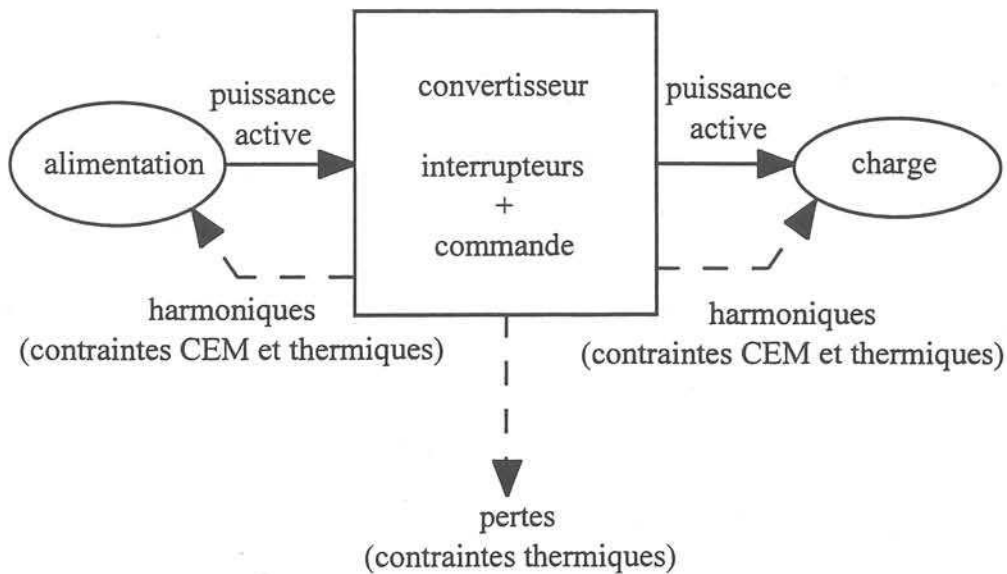 puissance
active
alimentation
convertisseur
interrupteurs
+
commande
puissance
active
charge
harmoniques
(contraintes CEM et thermiques)
harmoniques
(contraintes CEM et thermiques)
pertes
(contraintes thermiques)